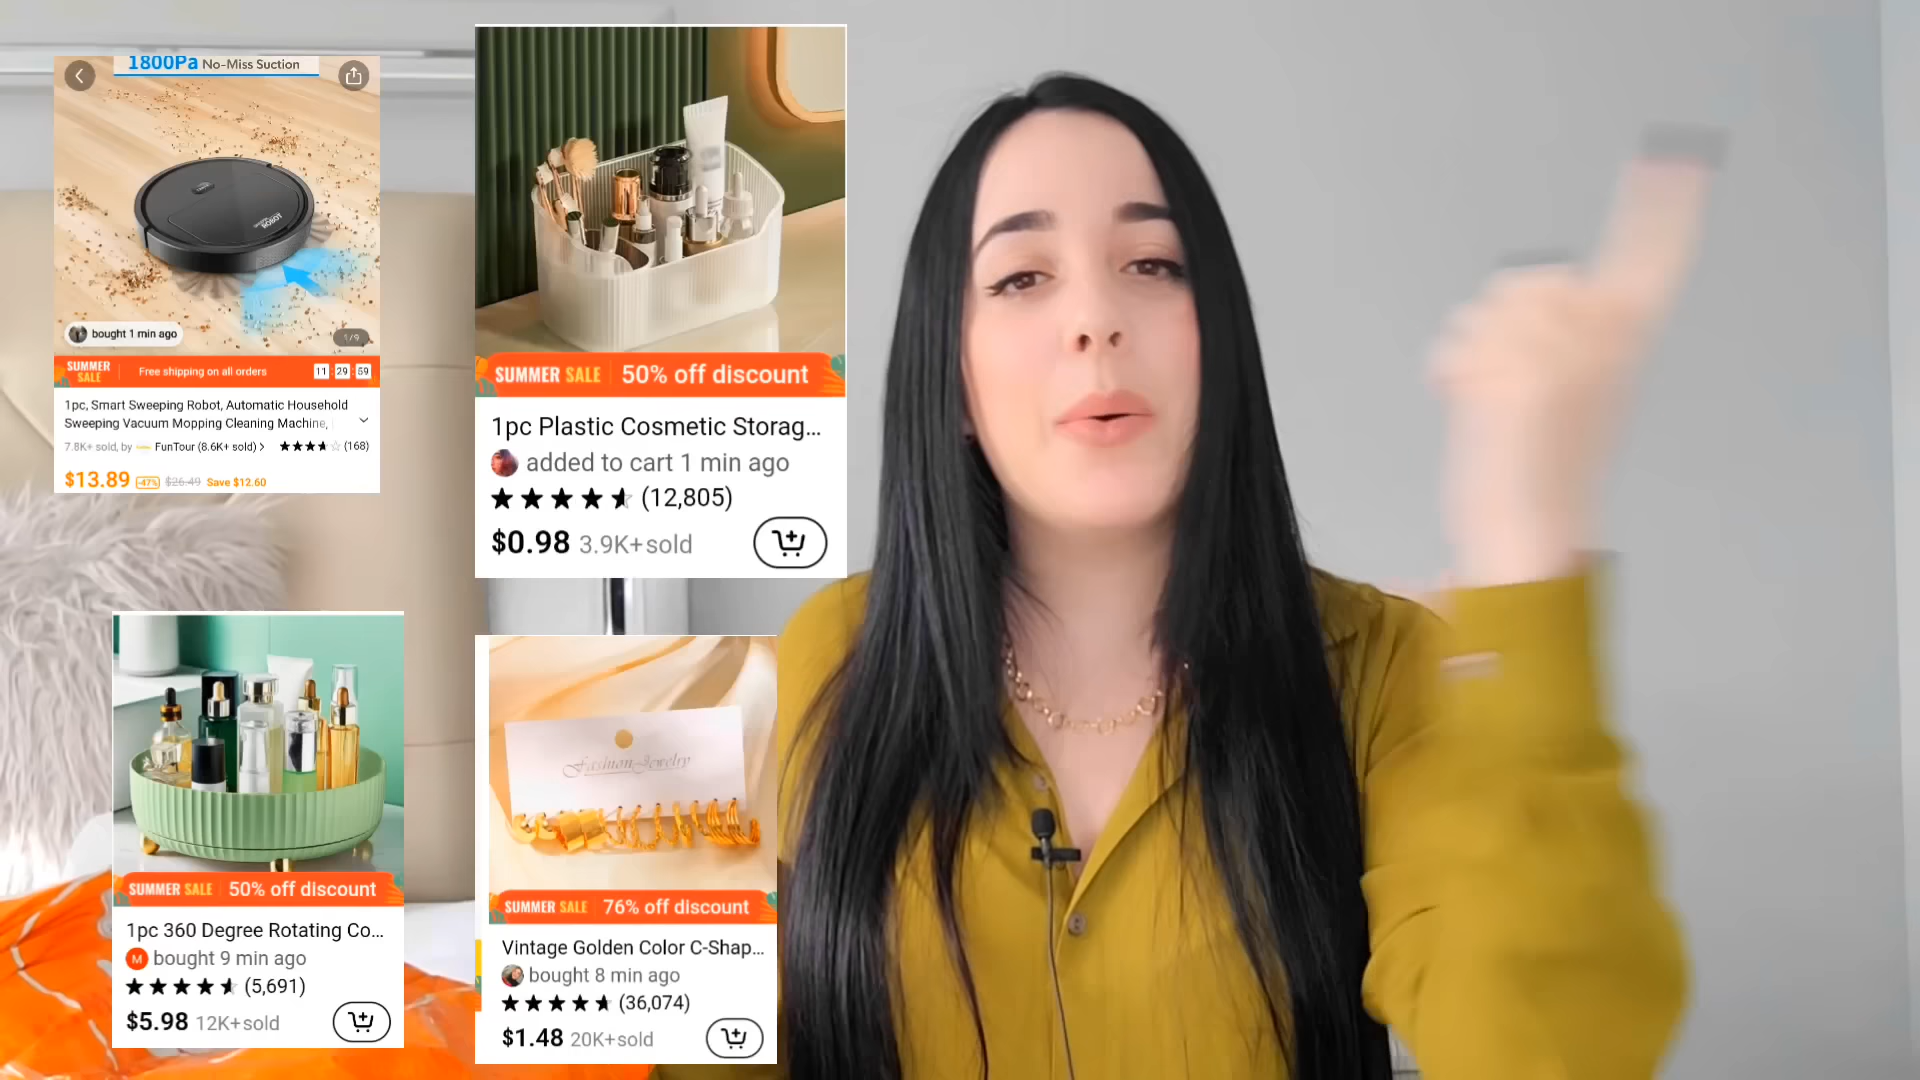 1800Pa No-Miss Suction
bought 1 min ago
1/9
SUMMER SALE
Free shipping on all orders
11:29:59
1pc, Smart Sweeping Robot, Automatic Household
Sweeping Vacuum Mopping Cleaning Machine,
7.8K+ sold, by FunTour (8.6K+ sold) (168)
$13.89 -47% $26.49 Save $12.60
SUMMER SALE 50% off discount
1pc Plastic Cosmetic Storag...
added to cart 1 min ago
(12,805)
$0.98 3.9K+sold
SUMMER SALE 50% off discount
1pc 360 Degree Rotating Co...
M bought 9 min ago
(5,691)
$5.98 12K+sold
Fashion Jewelry
SUMMER SALE 76% off discount
Vintage Golden Color C-Shap...
bought 8 min ago
(36,074)
$1.48 20K+sold